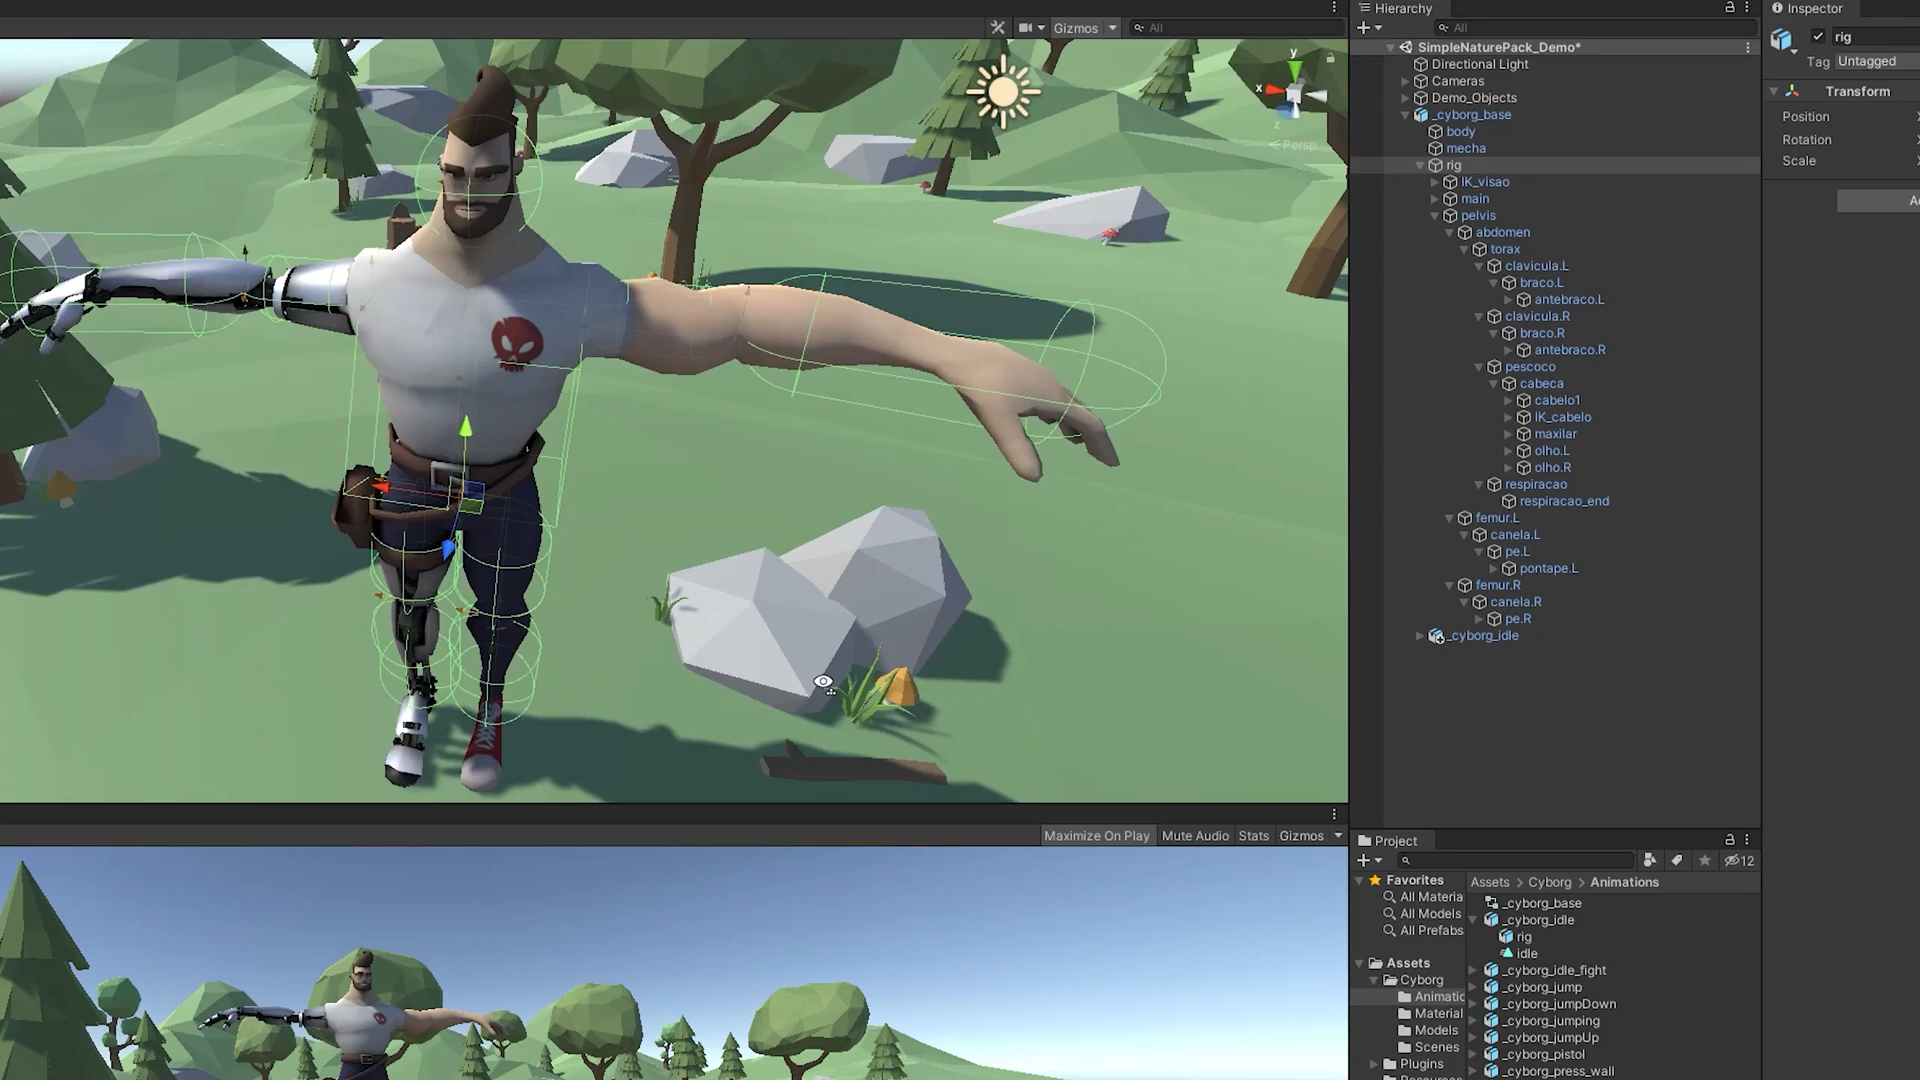 Gizmos
All
y
x
z
Persp
Maximize On Play
Mute Audio
Stats
Gizmos
Hierarchy
All
SimpleNaturePack_Demo*
Directional Light
Cameras
Demo_Objects
_cyborg_base
body
mecha
rig
IK_visao
main
pelvis
abdomen
torax
clavicula.L
braco.L
antebraco.L
clavicula.R
braco.R
antebraco.R
pescoco
cabeca
cabelo1
IK_cabelo
maxilar
olho.L
olho.R
respiracao
respiracao_end
femur.L
canela.L
pe.L
pontape.L
femur.R
canela.R
pe.R
_cyborg_idle
Project
12
Favorites
All Materia
All Models
All Prefabs
Assets
Cyborg
Animatic
Material
Models
Scenes
Plugins
Assets > Cyborg > Animations
_cyborg_base
_cyborg_idle
rig
idle
_cyborg_idle_fight
_cyborg_jump
_cyborg_jumpDown
_cyborg_jumping
_cyborg_jumpUp
_cyborg_pistol
_cyborg_press_wall
Inspector
rig
Tag Untagged
Transform
Position
Rotation
Scale